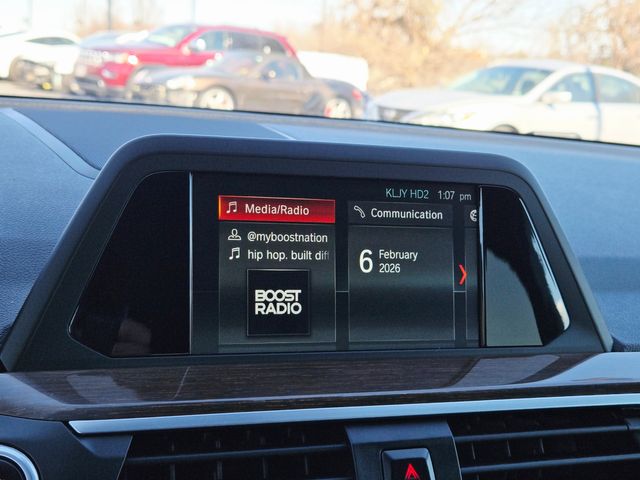 KLJY HD2 1:07 pm
Media/Radio
@myboostnation
hip hop. built dif
BOOST
RADIO
Communication
6 February
2026